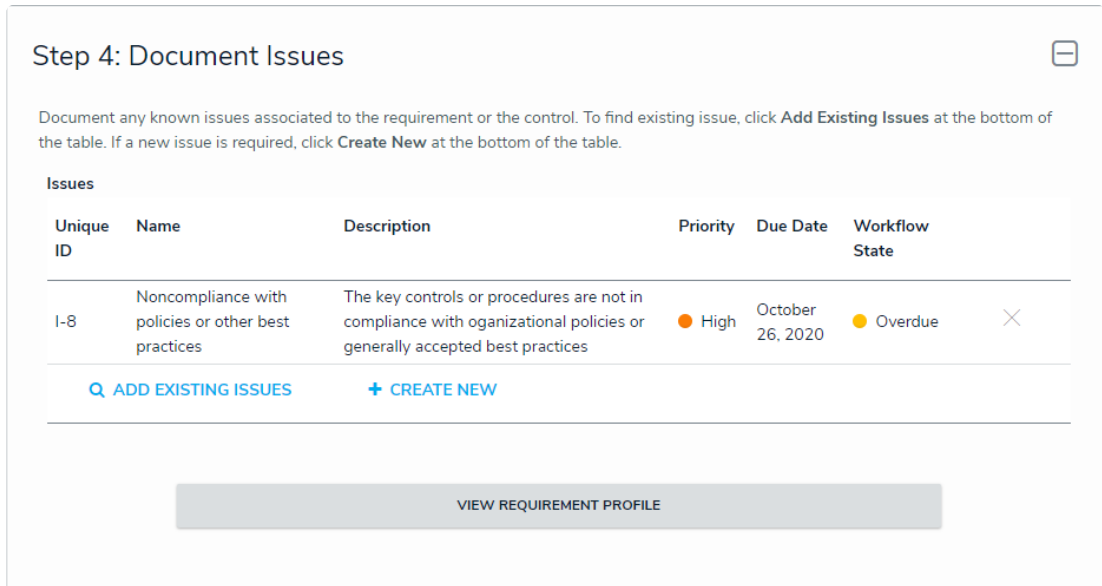 Step 4: Document Issues
Document any known issues associated to the requirement or the control. To find existing issue, click Add Existing Issues at the bottom of
the table. If a new issue is required, click Create New at the bottom of the table.
Issues
Unique ID
Name
Description
Priority
Due Date
Workflow State
I-8
Noncompliance with
policies or other best
practices
The key controls or procedures are not in
compliance with oganizational policies or
generally accepted best practices
High
October
26, 2020
Overdue
ADD EXISTING ISSUES
CREATE NEW
VIEW REQUIREMENT PROFILE